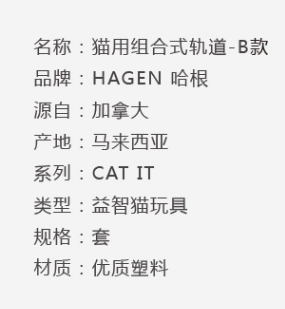 名称：猫用组合式轨道-B款
品牌：HAGEN 哈根
源自：加拿大
产地：马来西亚
系列：CAT IT
类型：益智猫玩具
规格：套
材质：优质塑料